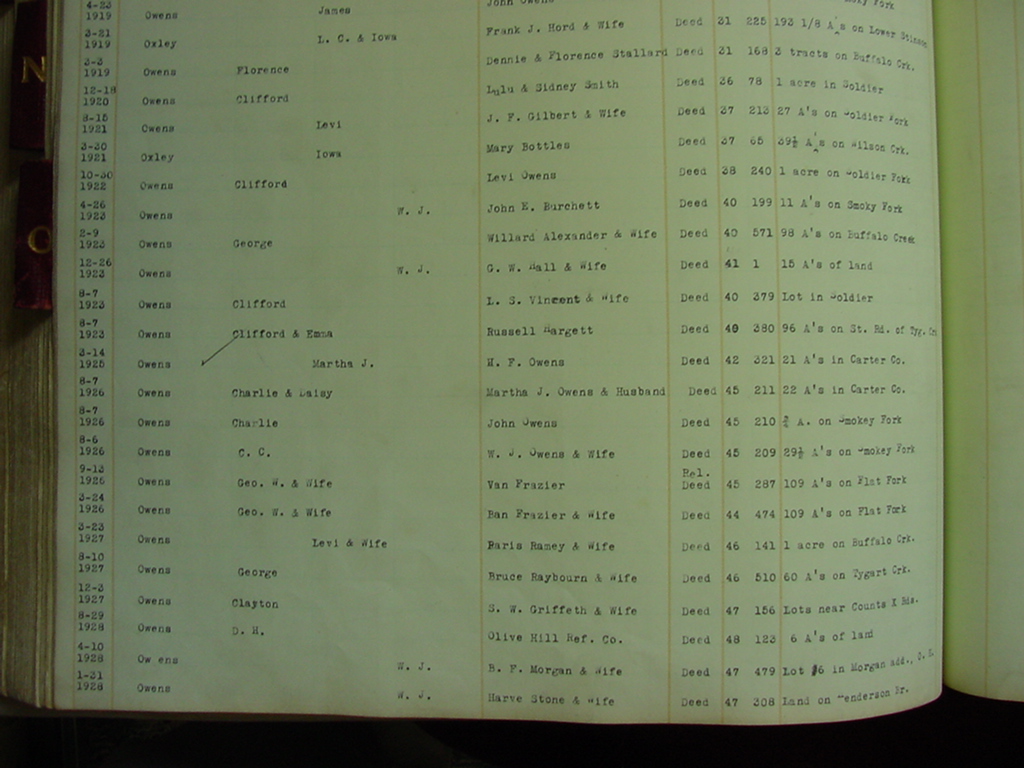 N
O
4-23
1919 Owens James John Owens Fork
3-21
1919 Oxley L. C. & Iowa Frank J. Hord & Wife Deed 31 225 193 1/8 A's on Lower Stinson
3-3
1919 Owens Florence Dennie & Florence Stallard Deed 31 168 3 tracts on Buffalo Crk.
12-18
1920 Owens Clifford Lulu & Sidney Smith Deed 36 78 1 acre in Soldier
8-15
1921 Owens Levi J. F. Gilbert & Wife Deed 37 213 27 A's on Soldier Fork
3-30
1921 Oxley Iowa Mary Bottles Deed 37 65 39½ A's on Wilson Crk.
10-30
1922 Owens Clifford Levi Owens Deed 38 240 1 acre on Soldier Fork
4-26
1923 Owens W. J. John E. Burchett Deed 40 199 11 A's on Smoky Fork
2-9
1923 Owens George Willard Alexander & Wife Deed 40 571 98 A's on Buffalo Creek
12-26
1923 Owens W. J. G. W. Hall & Wife Deed 41 1 15 A's of land
8-7
1923 Owens Clifford L. S. Vincent & Wife Deed 40 379 Lot in Soldier
8-7
1923 Owens Clifford & Emma Russell Hargett Deed 40 380 96 A's on St. Rd. of Tyg.
3-14
1925 Owens Martha J. H. F. Owens Deed 42 321 21 A's in Carter Co.
8-7
1926 Owens Charlie & Daisy Martha J. Owens & Husband Deed 45 211 22 A's in Carter Co.
8-7
1926 Owens Charlie John Owens Deed 45 210 A. on Smokey Fork
8-6
1926 Owens C. C. W. J. Owens & Wife Deed 45 209 29½ A's on Smokey Fork
9-13 Rel.
1926 Owens Geo. W. & Wife Van Frazier Deed 45 287 109 A's on Flat Fork
3-24
1926 Owens Geo. W. & Wife Ban Frazier & Wife Deed 44 474 109 A's on Flat Fork
3-23
1927 Owens Levi & Wife Paris Ramey & Wife Deed 46 141 1 acre on Buffalo Crk.
8-10
1927 Owens George Bruce Raybourn & Wife Deed 46 510 60 A's on Tygart Crk.
12-3
1927 Owens Clayton S. W. Griffeth & Wife Deed 47 156 Lots near Counts X Rds.
8-29
1928 Owens D. H. Olive Hill Ref. Co. Deed 48 123 6 A's of land
4-10
1928 Ow ens W. J. B. F. Morgan & Wife Deed 47 479 Lot #6 in Morgan add., O. H.
1-31
1928 Owens W. J. Harve Stone & Wife Deed 47 308 Land on Henderson Br.